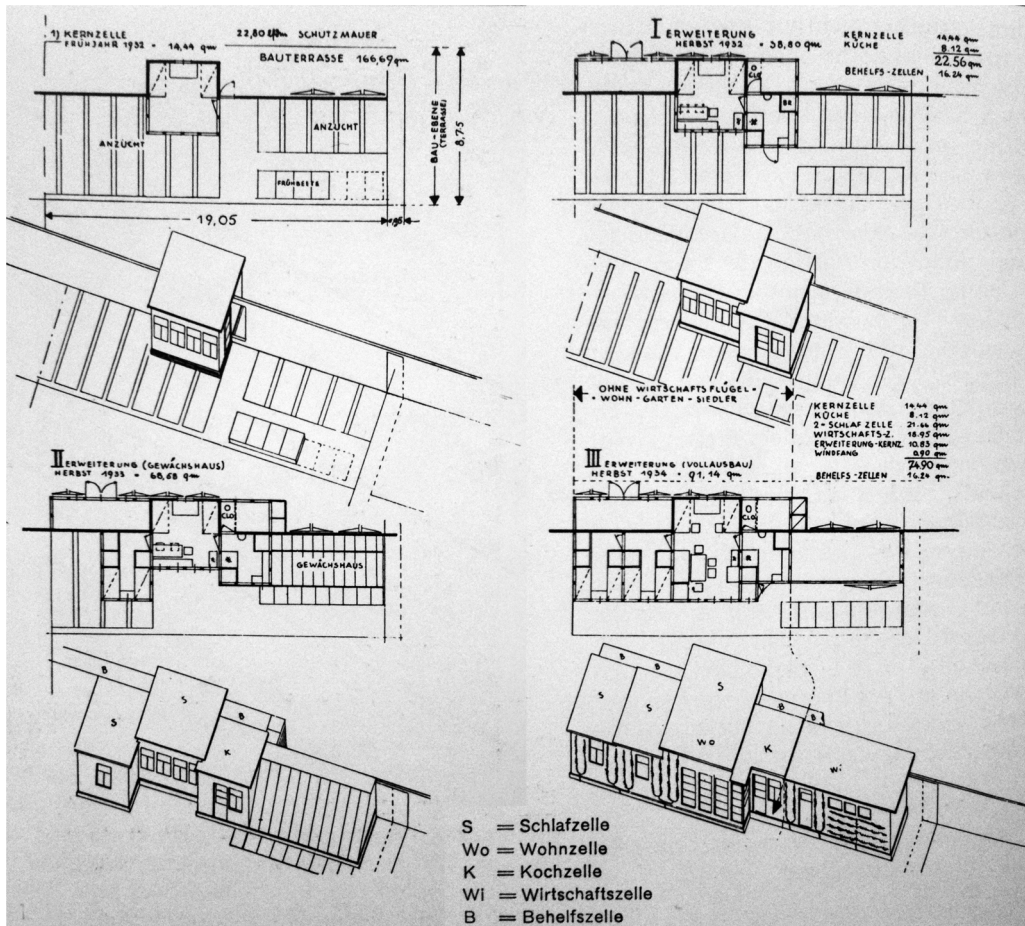 1) KERNZELLE
FRÜHJAHR 1932 = 14,44 qm
22,80 SCHUTZMAUER
BAUTERRASSE 166,69 qm
ANZUCHT
ANZUCHT
FRÜHBEETE
BAU-EBENE
(TERRASSE)
8,75
19,05
I ERWEITERUNG
HERBST 1932 = 38,80 qm
KERNZELLE 14,44 qm
KÜCHE 8.12 qm
22,56 qm
BEHELFS-ZELLEN 16.24 qm
CLO
OHNE WIRTSCHAFTSFLÜGEL =
= WOHN-GARTEN-SIEDLER
KERNZELLE 14.44 qm
KÜCHE 8.12 qm
2=SCHLAFZELLE 21.66 qm
WIRTSCHAFTS-Z. 18.95 qm
ERWEITERUNG-KERNZ. 10.83 qm
WINDFANG 0.90 qm
74.90 qm
BEHELFS-ZELLEN 16.24 qm.
II ERWEITERUNG (GEWÄCHSHAUS)
HERBST 1933 = 68,68 qm
CLO
GEWÄCHSHAUS
III ERWEITERUNG (VOLLAUSBAU)
HERBST 1934 = 91,14 qm
CLO
B
S
S
B
K
B
B
S
S
S
Wo
B
B
K
Wi
S = Schlafzelle
Wo = Wohnzelle
K = Kochzelle
Wi = Wirtschaftszelle
B = Behelfszelle